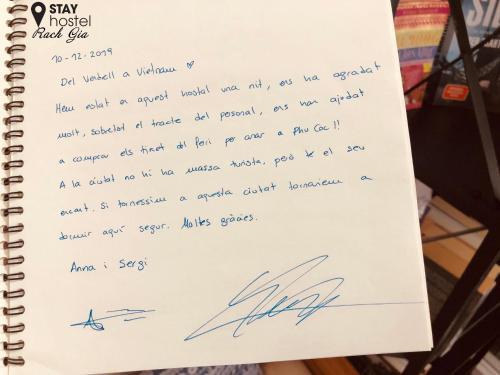 STAY
hostel
Rach Gia
10-12-2019
Del Vendrell a Vietnam ♡
Hem estat a aquest hostal una nit, ens ha agradat
molt, sobretot el tracte del personal, ens han ajudat
a comprar els tiket del ferri per anar a Phu Coc!!
A la ciutat no hi ha massa turista, però te el seu
encant. Si tornessim a aquesta ciutat tornariem a
dormir aquí segur. Moltes gràcies.
Anna i Sergi